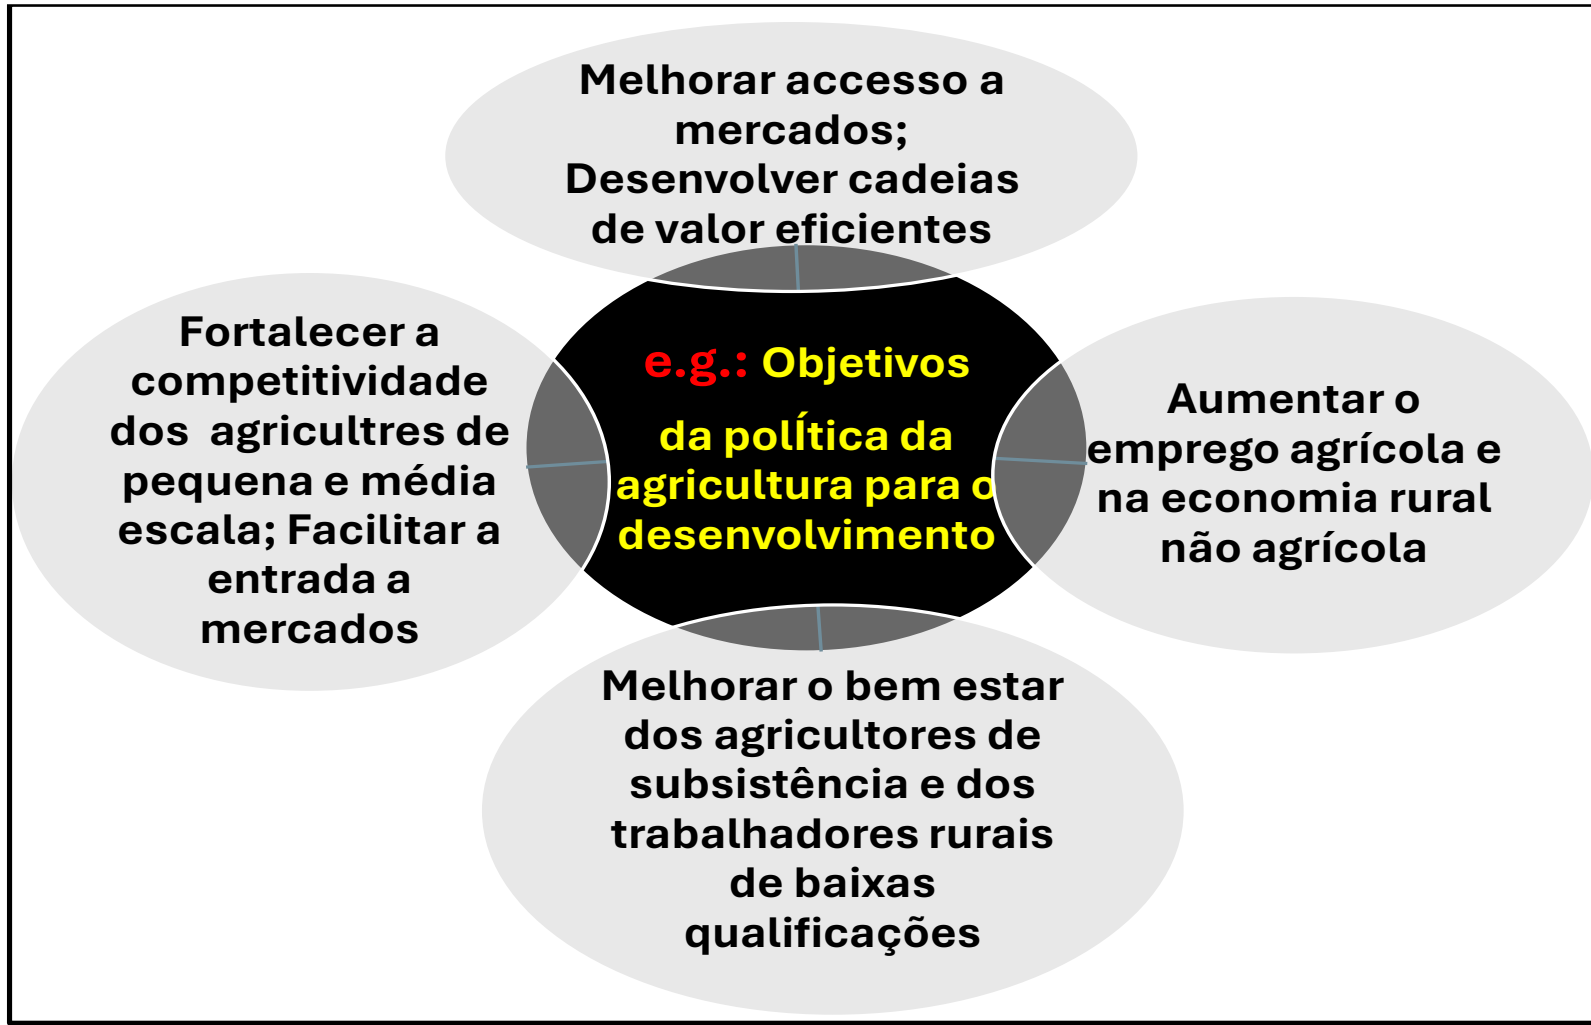 Melhorar accesso a
mercados;
Desenvolver cadeias
de valor eficientes
Fortalecer a
competitividade
dos  agricultres de
pequena e média
escala; Facilitar a
entrada a
mercados
e.g.: Objetivos
da polÍtica da
agricultura para o
desenvolvimento
Aumentar o
emprego agrícola e
na economia rural
não agrícola
Melhorar o bem estar
dos agricultores de
subsistência e dos
trabalhadores rurais
de baixas
qualificações